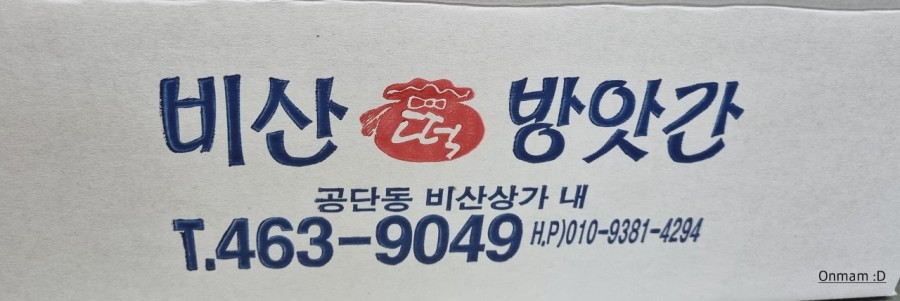 비산 떡 방앗간
공단동 비산상가 내
T.463-9049 H.P)010-9381-4294
Onmam :D